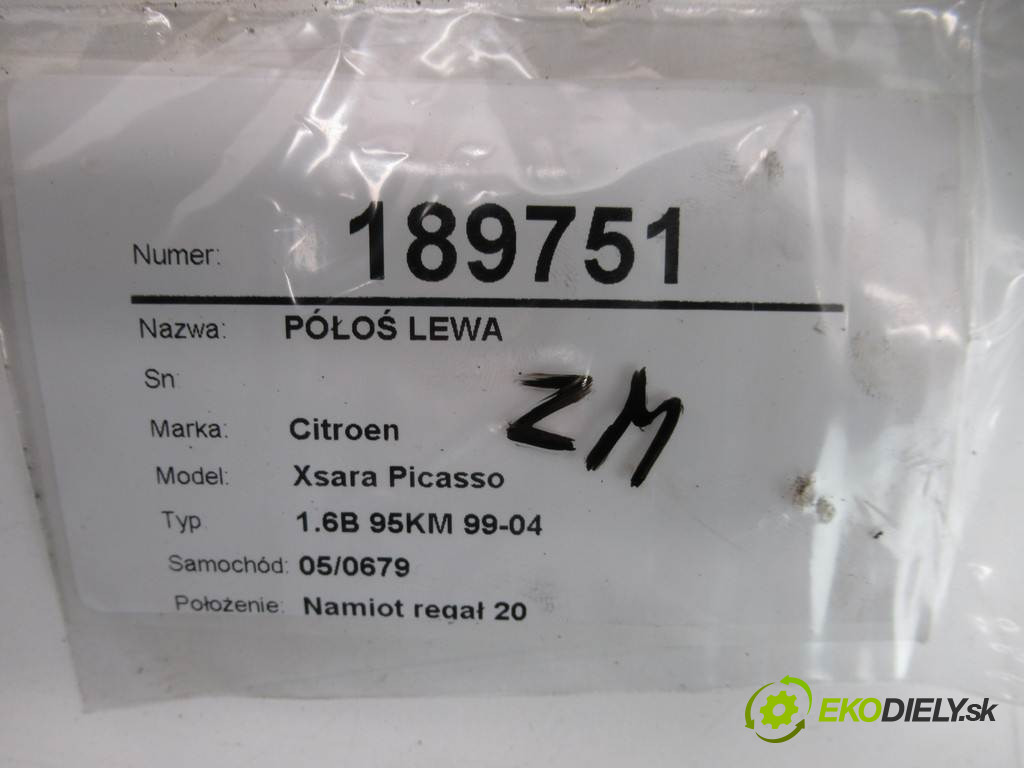 Numer: 189751
Nazwa: PÓŁOŚ LEWA
Sn
ZM
Marka: Citroen
Model: Xsara Picasso
Typ 1.6B 95KM 99-04
Samochód: 05/0679
Położenie: Namiot regał 20
EKODIELY.sk